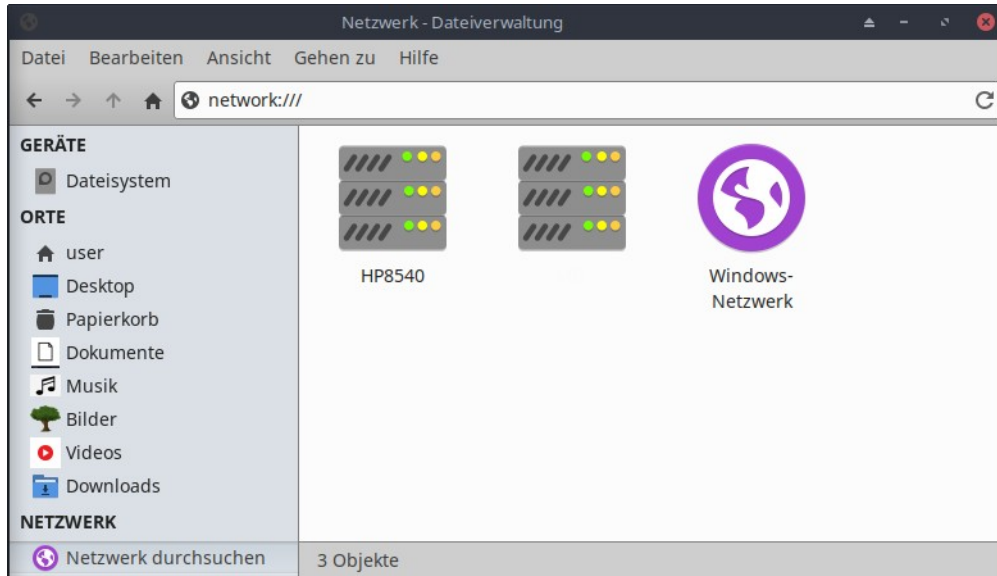 Netzwerk - Dateiverwaltung
Datei Bearbeiten Ansicht Gehen zu Hilfe
network:///
GERÄTE
Dateisystem
ORTE
user
Desktop
Papierkorb
Dokumente
Musik
Bilder
Videos
Downloads
NETZWERK
Netzwerk durchsuchen
HP8540
Windows-
Netzwerk
3 Objekte